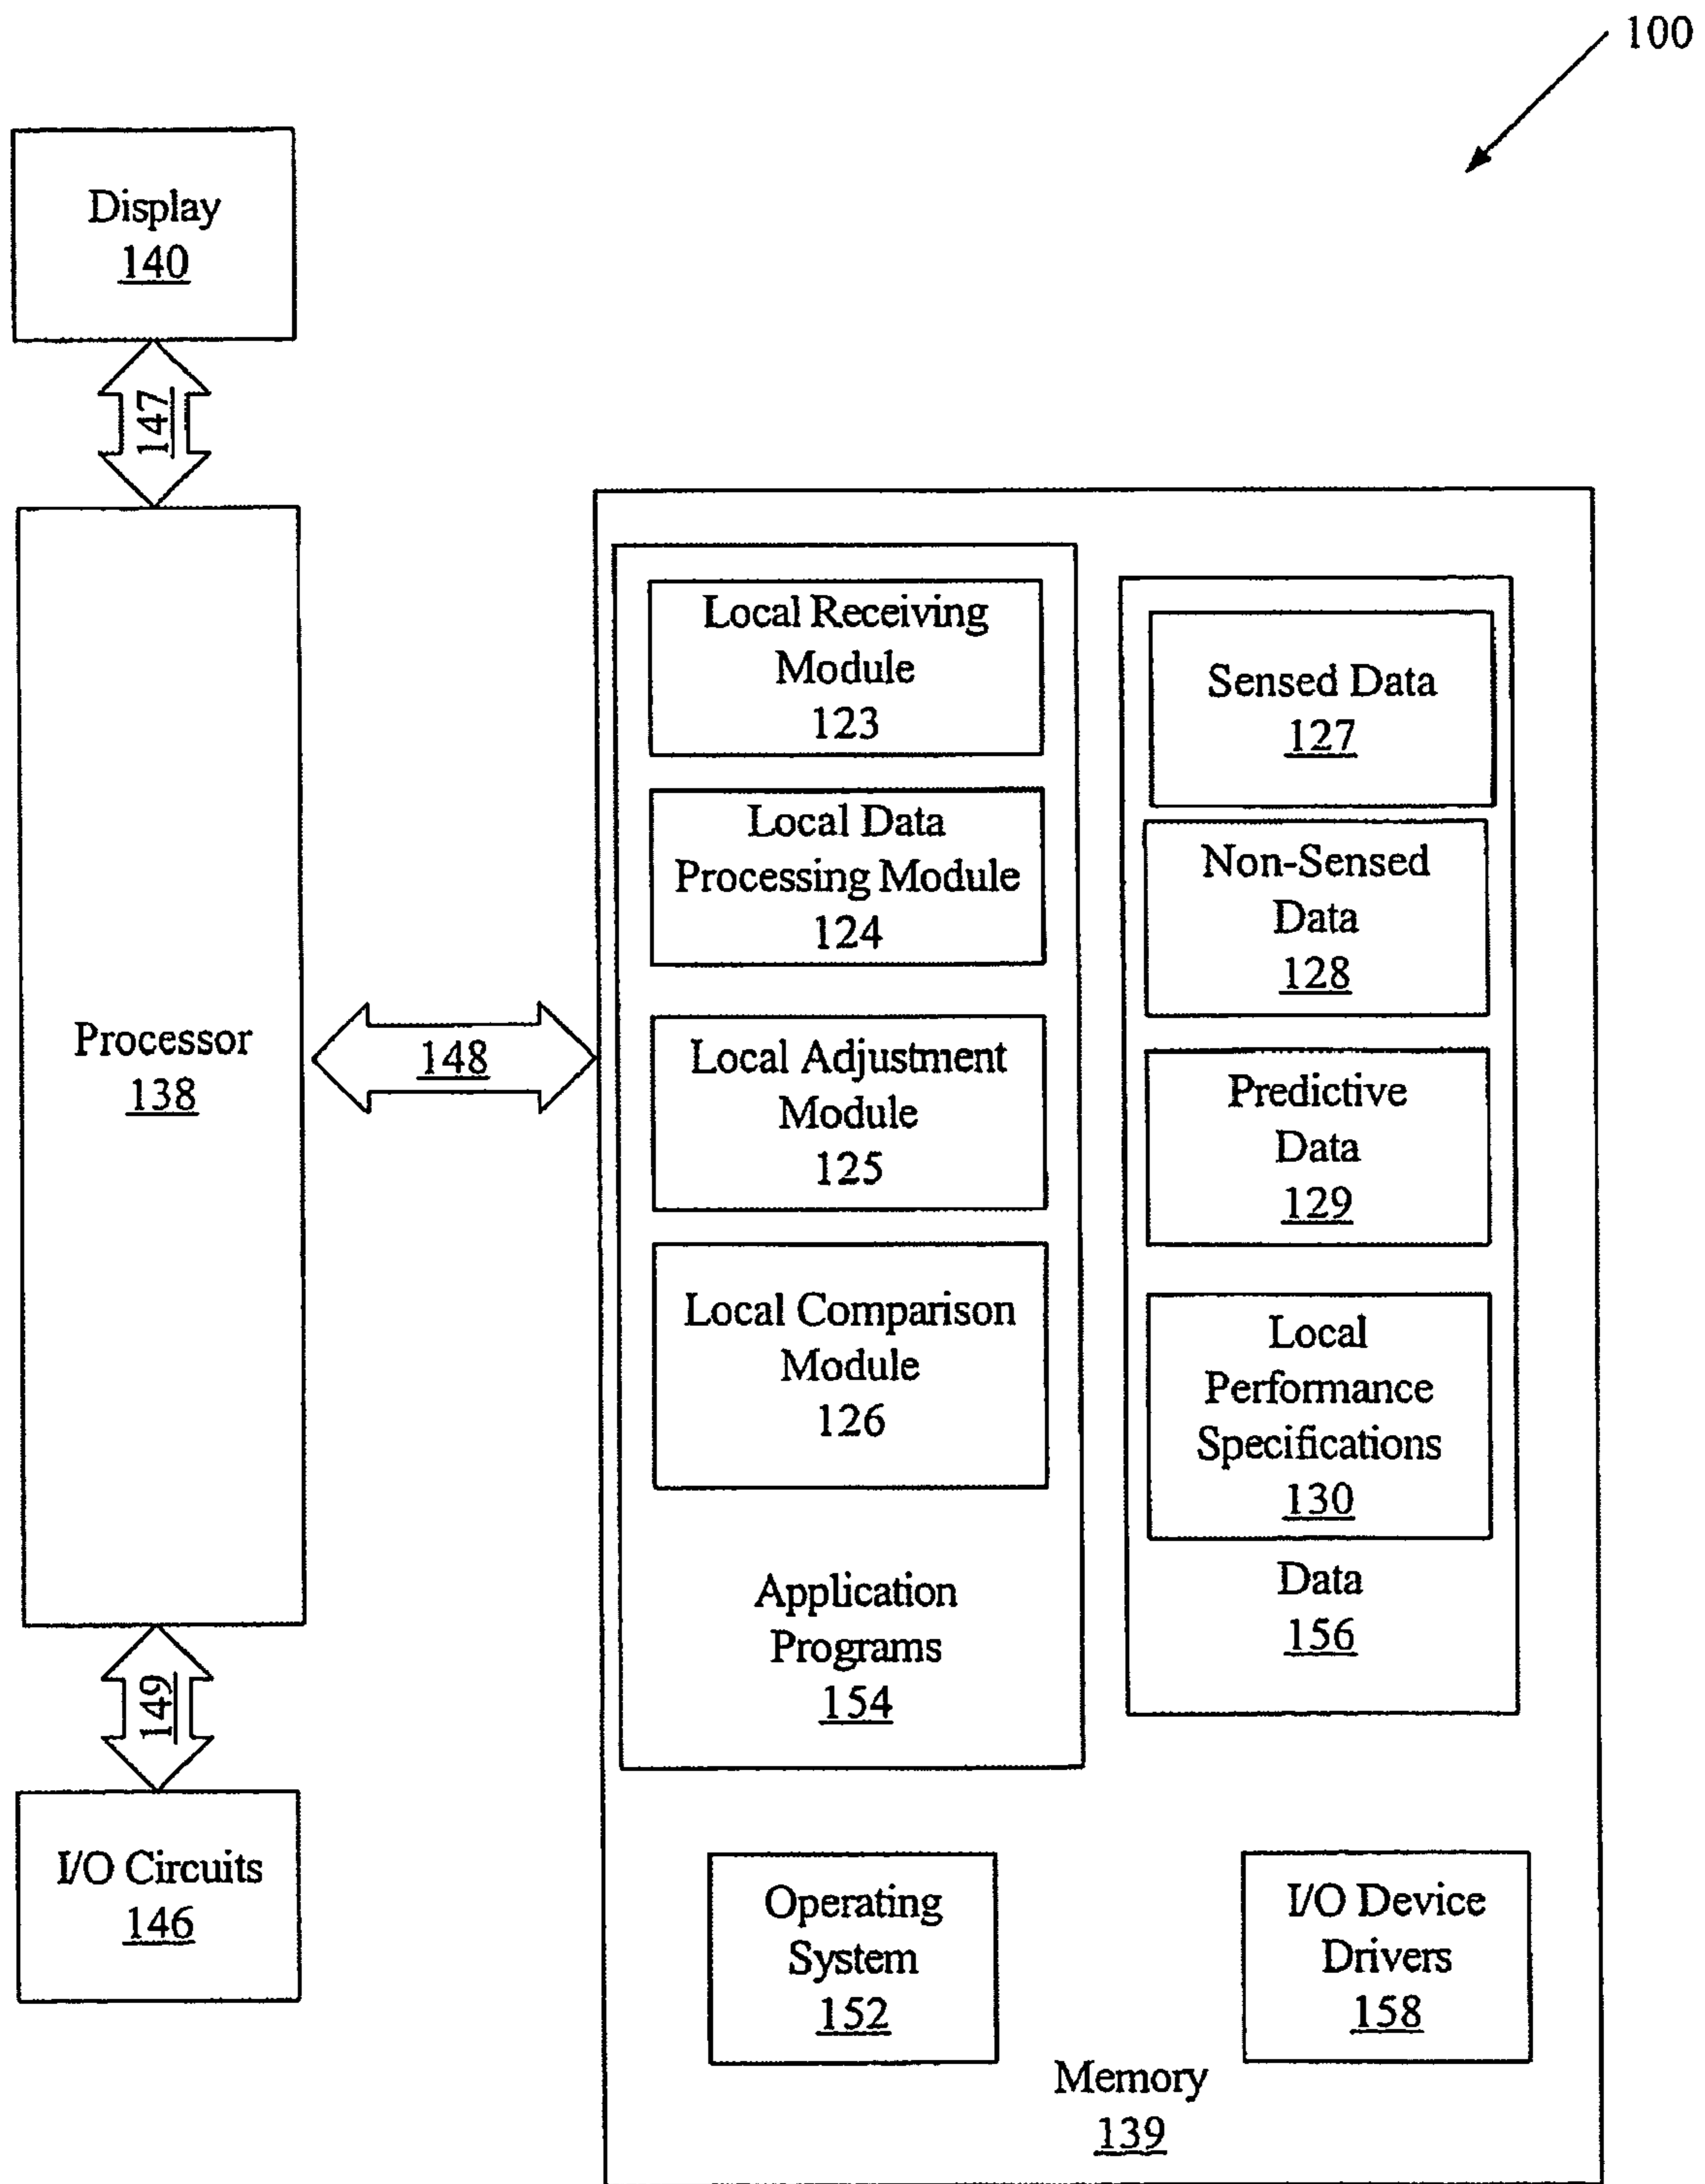 100
Display
140
147
Processor
138
149
I/O Circuits
146
148
Local Receiving
Module
123
Local Data
Processing Module
124
Local Adjustment
Module
125
Local Comparison
Module
126
Application
Programs
154
Sensed Data
127
Non-Sensed
Data
128
Predictive
Data
129
Local
Performance
Specifications
130
Data
156
Operating
System
152
I/O Device
Drivers
158
Memory
139